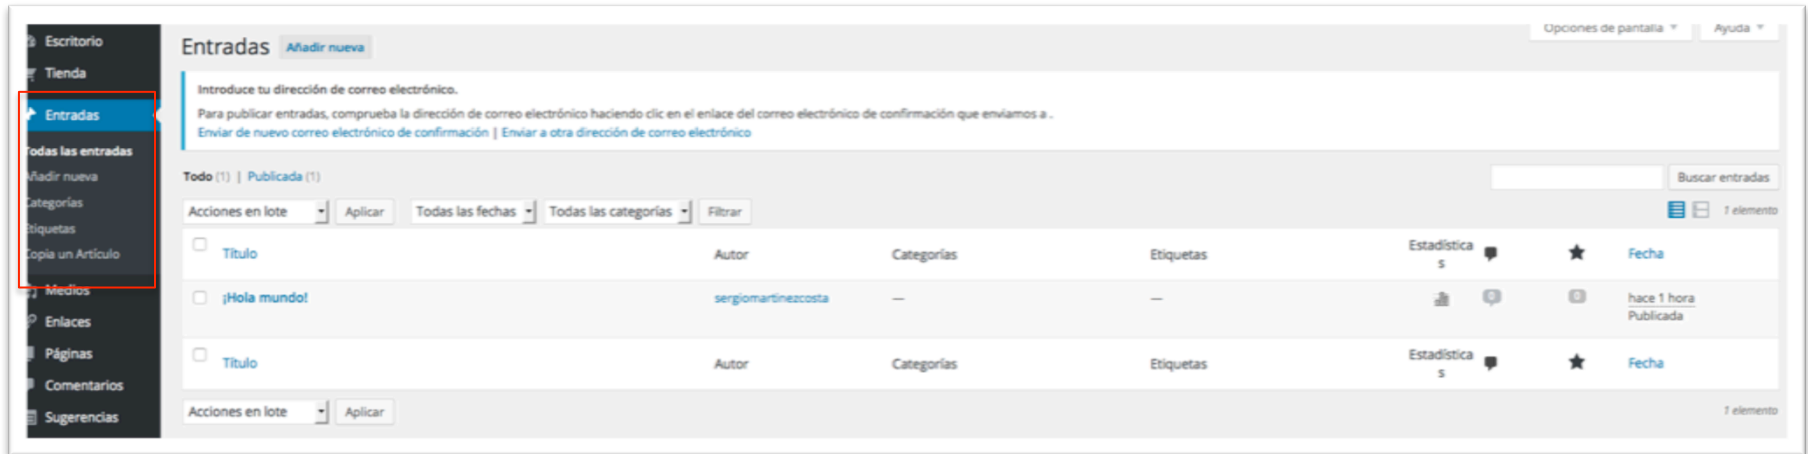 Escritorio
Tienda
Entradas
Todas las entradas
Añadir nueva
Categorías
Etiquetas
Copia un Artículo
Medios
Enlaces
Páginas
Comentarios
Sugerencias
Opciones de pantalla Ayuda
Entradas Añadir nueva
Introduce tu dirección de correo electrónico.
Para publicar entradas, comprueba la dirección de correo electrónico haciendo clic en el enlace del correo electrónico de confirmación que enviamos a .
Enviar de nuevo correo electrónico de confirmación | Enviar a otra dirección de correo electrónico
Todo (1) | Publicada (1) Buscar entradas
Acciones en lote Aplicar Todas las fechas Todas las categorías Filtrar 1 elemento
Título Autor Categorías Etiquetas Estadística
s Fecha
¡Hola mundo! sergiomartinezcosta — — 0 0 hace 1 hora
Publicada
Título Autor Categorías Etiquetas Estadística
s Fecha
Acciones en lote Aplicar 1 elemento